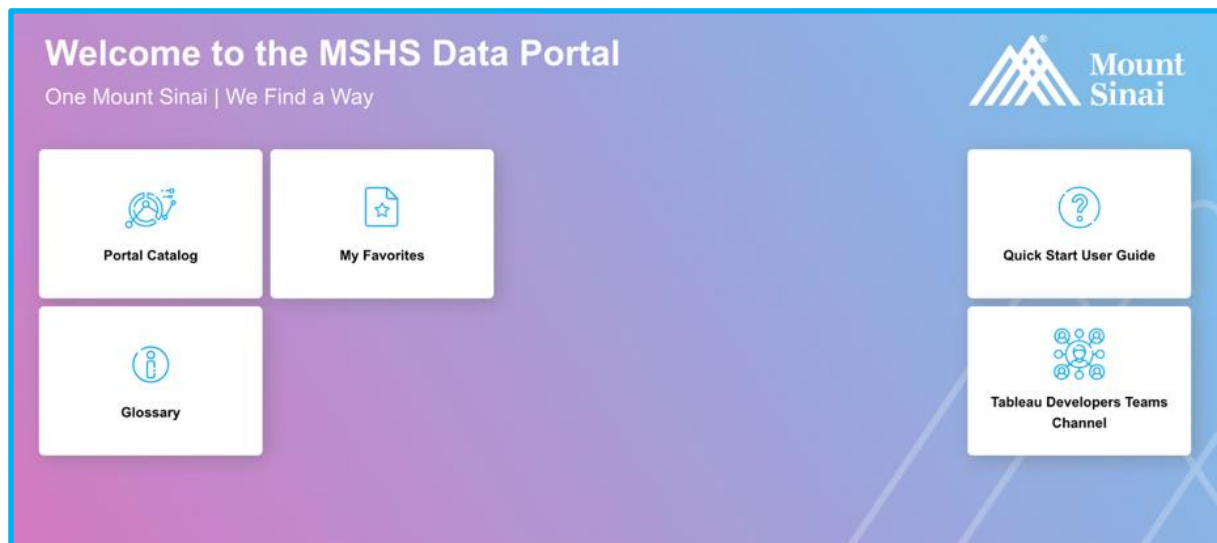 Welcome to the MSHS Data Portal
One Mount Sinai | We Find a Way
Mount
Sinai
®
Portal Catalog
My Favorites
Quick Start User Guide
Glossary
Tableau Developers Teams
Channel